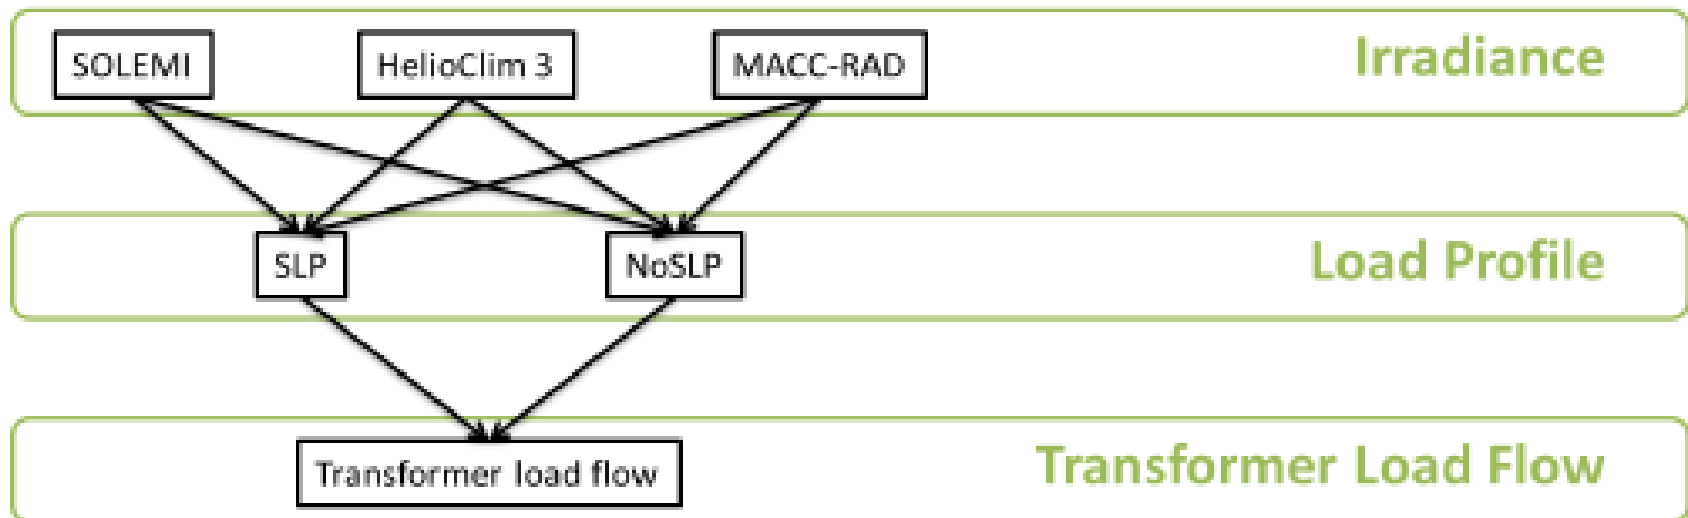 SOLEMI
HelioClim 3
MACC-RAD
Irradiance
SLP
NoSLP
Load Profile
Transformer load flow
Transformer Load Flow